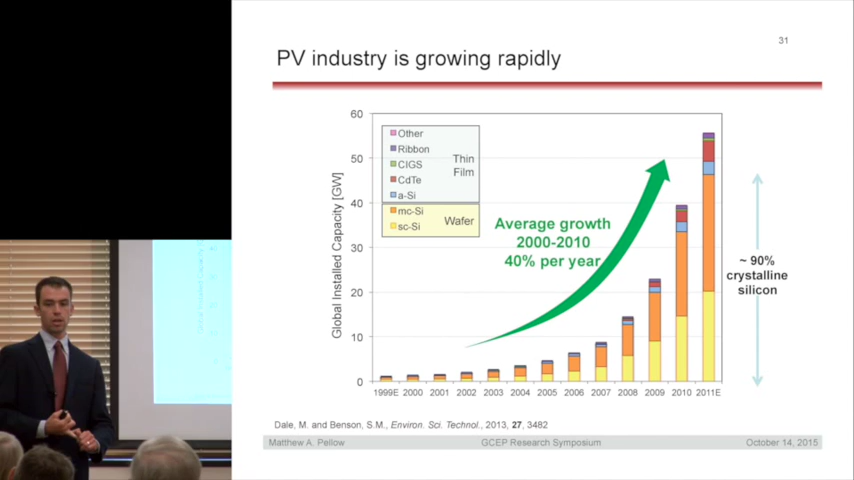 31
PV industry is growing rapidly
60
50
40
30
20
10
0
Global Installed Capacity [GW]
Other
Ribbon
CIGS
CdTe
a-Si
Thin
Film
mc-Si
sc-Si
Wafer
Average growth
2000-2010
40% per year
~ 90%
crystalline
silicon
1999E 2000 2001 2002 2003 2004 2005 2006 2007 2008 2009 2010 2011E
Dale, M. and Benson, S.M., Environ. Sci. Technol., 2013, 27, 3482
Matthew A. Pellow GCEP Research Symposium October 14, 2015